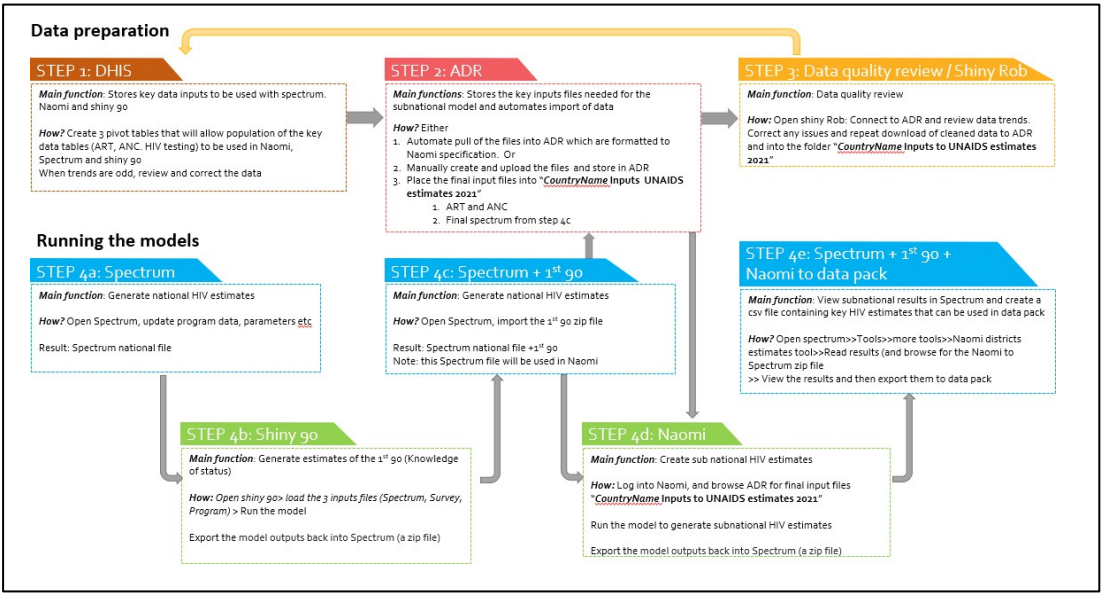 Data preparation
STEP 1: DHIS
Main function: Stores key data inputs to be used with spectrum.
Naomi and shiny 90
How? Create 3 pivot tables that will allow population of the key
data tables (ART, ANC. HIV testing) to be used in Naomi,
Spectrum and shiny 90
When trends are odd, review and correct the data
STEP 2: ADR
Main functions: Stores the key inputs files needed for the
subnational model and automates import of data
How? Either
1. Automate pull of the files into ADR which are formatted to
Naomi specification. Or
2. Manually create and upload the files and store in ADR
3. Place the final input files into “CountryName Inputs UNAIDS
estimates 2021”
1. ART and ANC
2. Final spectrum from step 4c
STEP 3: Data quality review / Shiny Rob
Main function: Data quality review
How: Open shiny Rob: Connect to ADR and review data trends.
Correct any issues and repeat download of cleaned data to ADR
and into the folder “CountryName Inputs to UNAIDS estimates
2021”
Running the models
STEP 4a: Spectrum
Main function: Generate national HIV estimates
How? Open Spectrum, update program data, parameters etc
Result: Spectrum national file
STEP 4c: Spectrum + 1st 90
Main function: Generate national HIV estimates
How? Open Spectrum, import the 1st 90 zip file
Result: Spectrum national file +1st 90
Note: this Spectrum file will be used in Naomi
STEP 4e: Spectrum + 1st 90 +
Naomi to data pack
Main function: View subnational results in Spectrum and create a
csv file containing key HIV estimates that can be used in data pack
How? Open spectrum>>Tools>>more tools>>Naomi districts
estimates tool>>Read results (and browse for the Naomi to
Spectrum zip file
>> View the results and then export them to data pack
STEP 4b: Shiny 90
Main function: Generate estimates of the 1st 90 (Knowledge
of status)
How: Open shiny 90> load the 3 inputs files (Spectrum, Survey,
Program) > Run the model
Export the model outputs back into Spectrum (a zip file)
STEP 4d: Naomi
Main function: Create sub national HIV estimates
How: Log into Naomi, and browse ADR for final input files
“CountryName Inputs to UNAIDS estimates 2021”
Run the model to generate subnational HIV estimates
Export the model outputs back into Spectrum (a zip file)